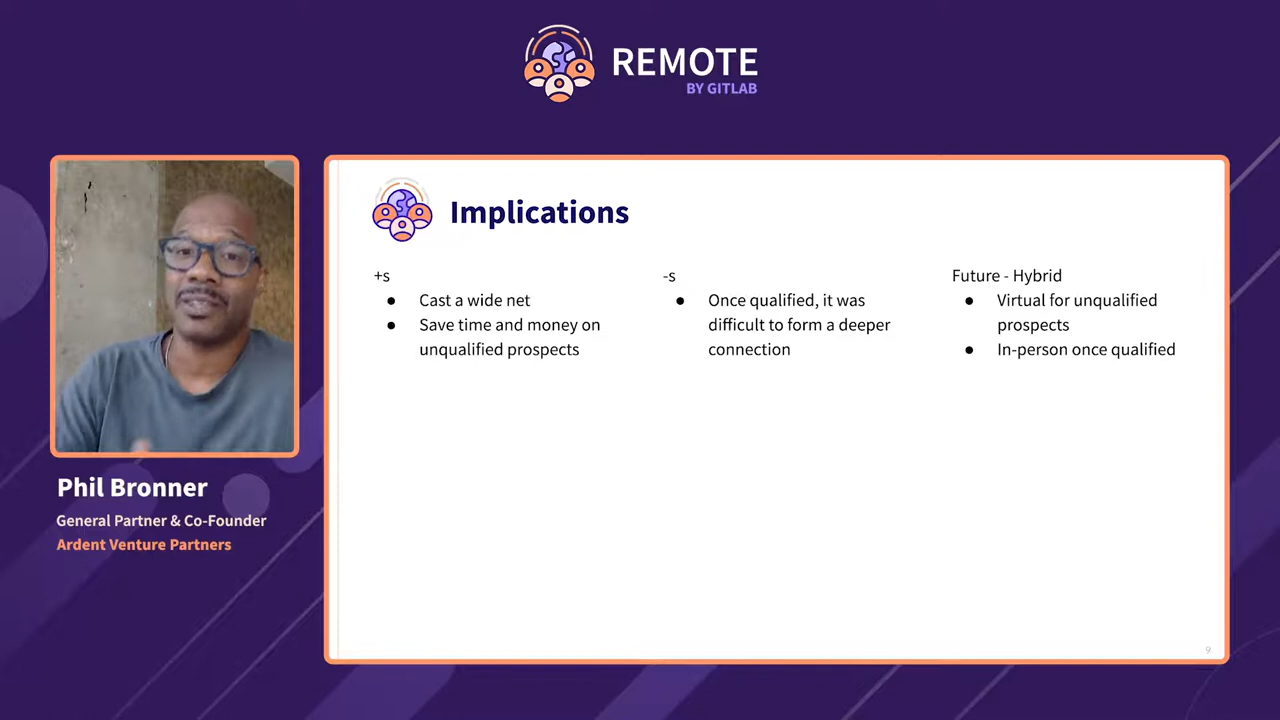 REMOTE
BY GITLAB
Implications
+s
● Cast a wide net
● Save time and money on
unqualified prospects
-s
● Once qualified, it was
difficult to form a deeper
connection
Future - Hybrid
● Virtual for unqualified
prospects
● In-person once qualified
9
Phil Bronner
General Partner & Co-Founder
Ardent Venture Partners